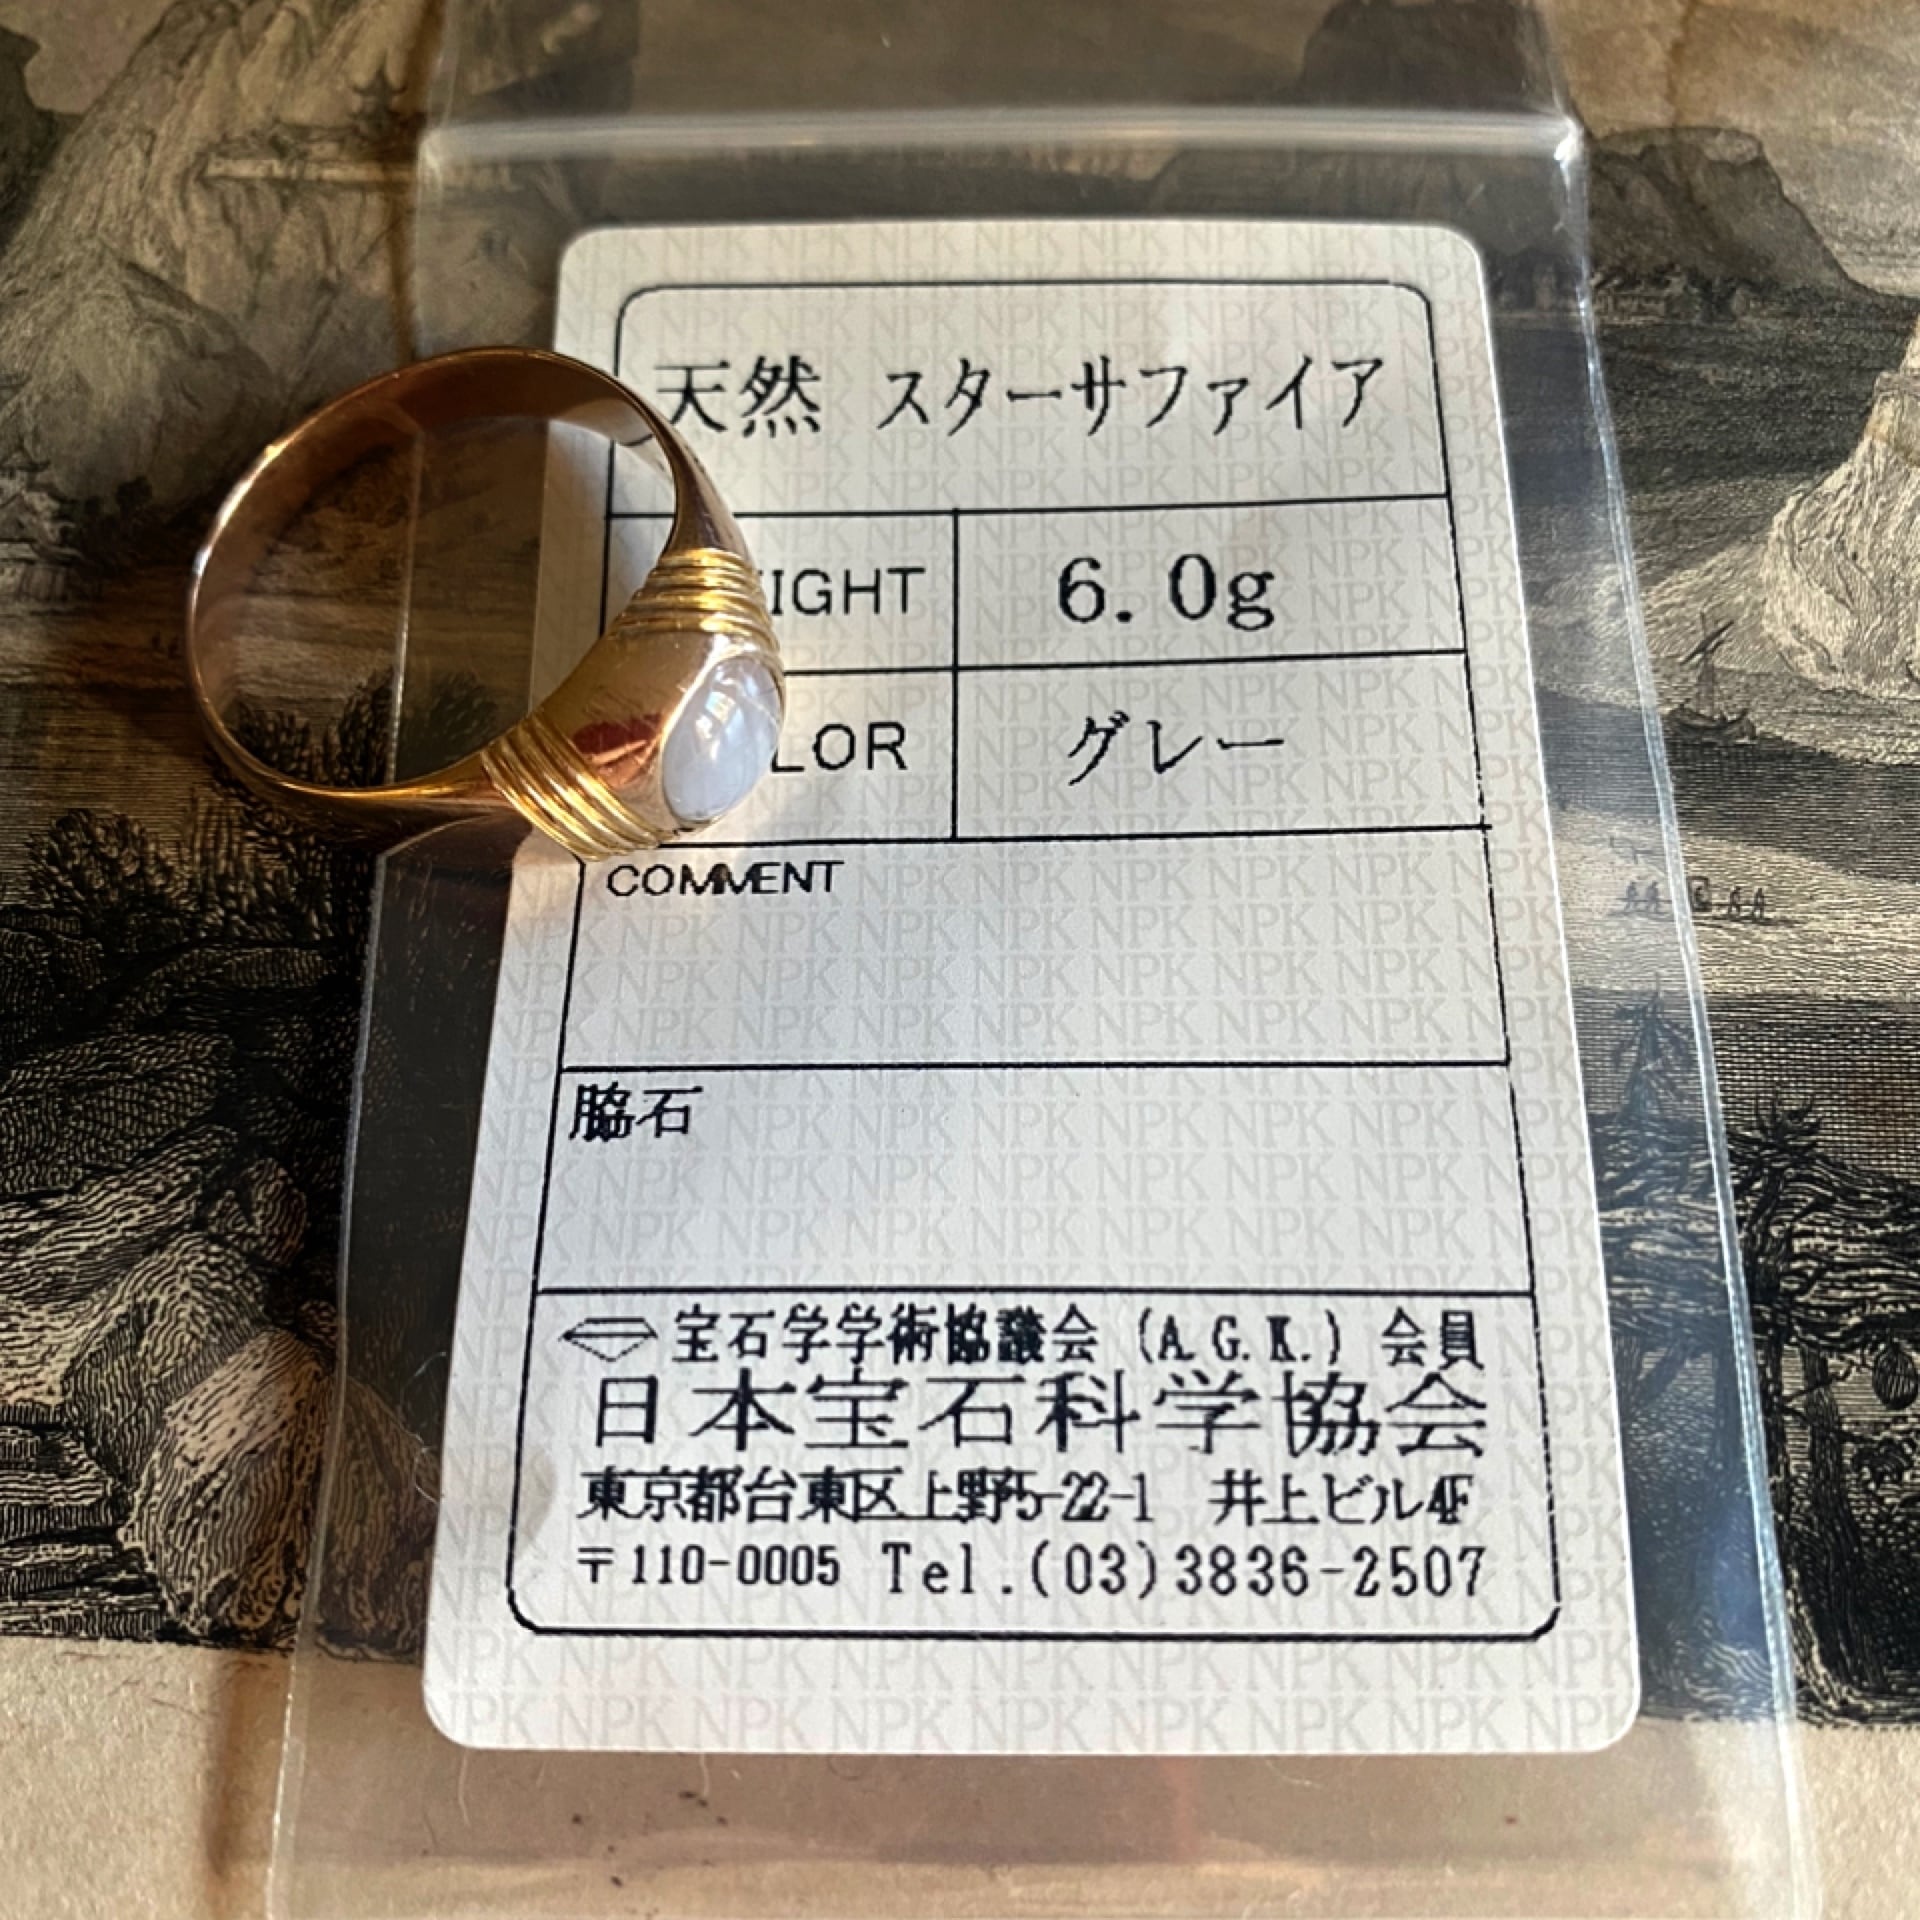 天然 スターサファイア
IGHT 6.0g
LOR グレー
COMMENT
脇石
宝石学学術協議会 (A.G.K.) 会員
日本宝石科学協会
東京都台東区上野5-22-1 井上ビル4F
〒110-0005 Tel.(03)3836-2507